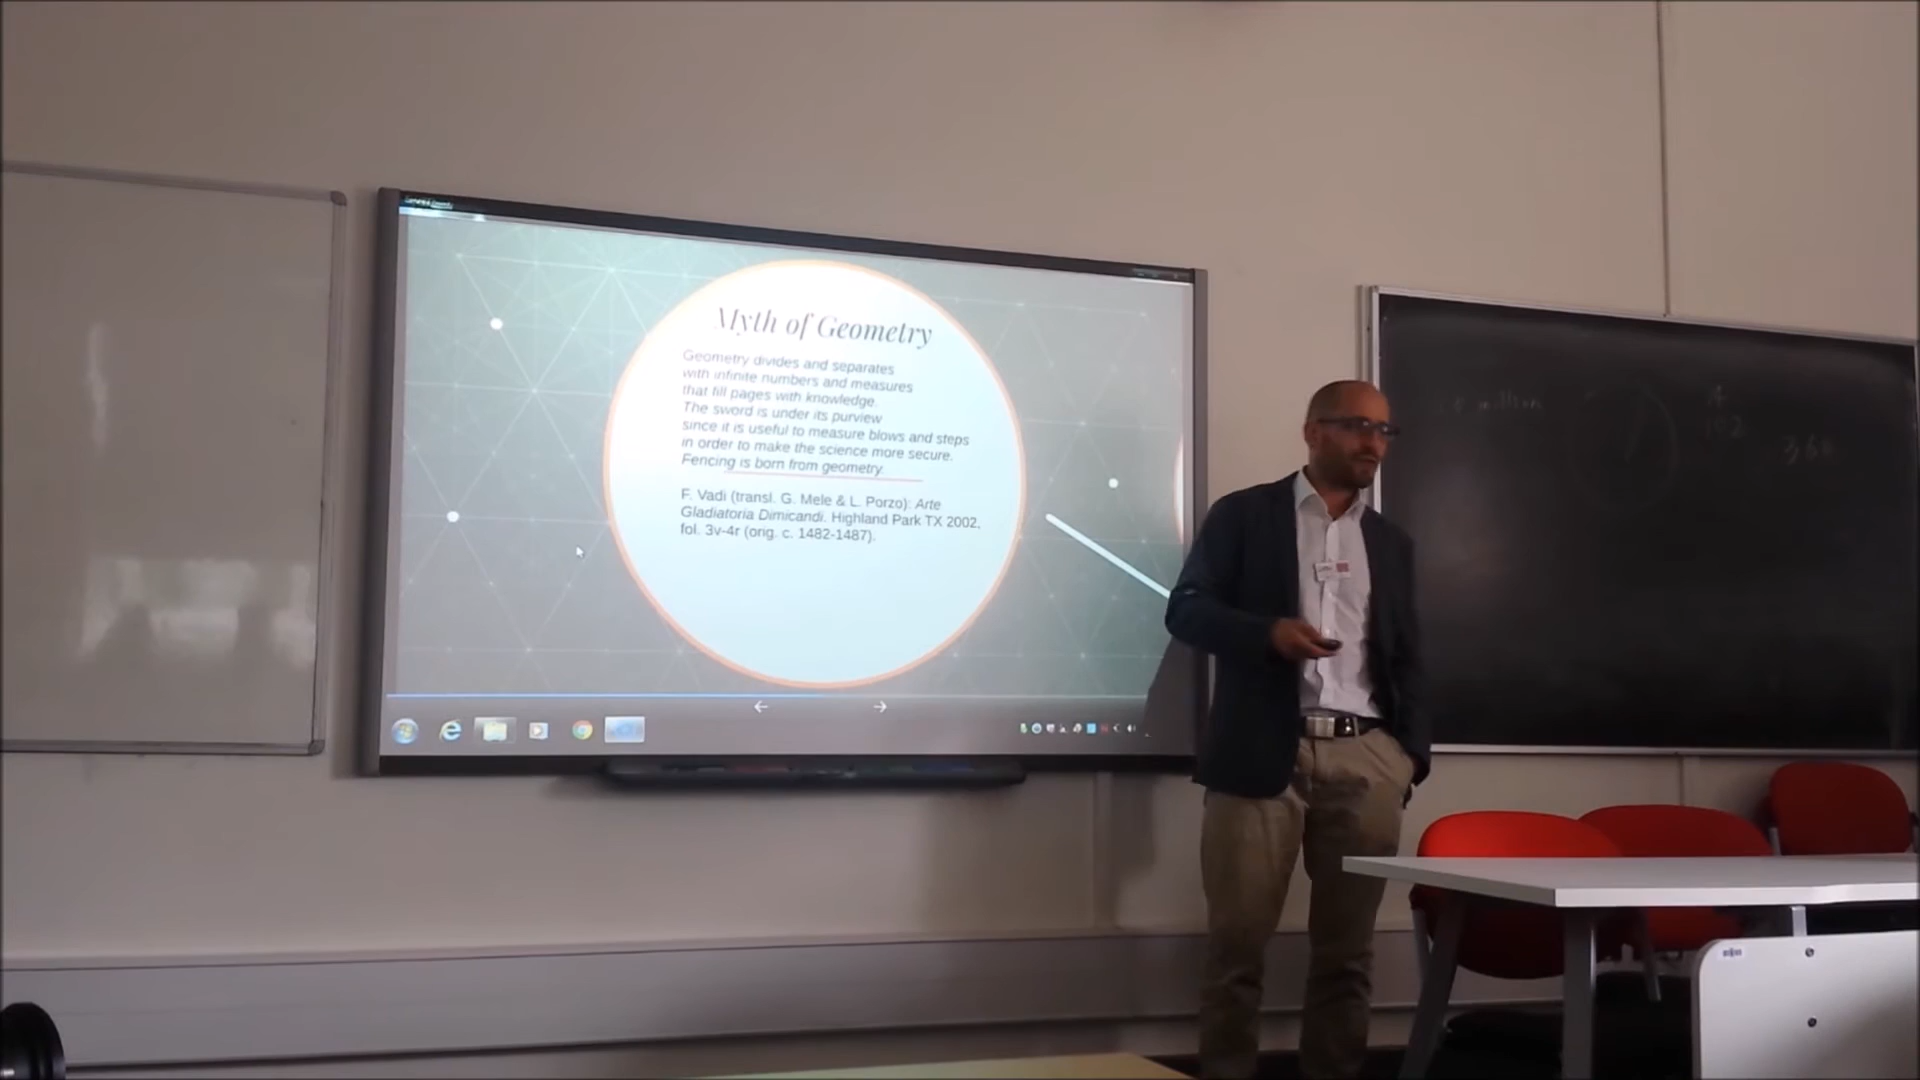 Myth of Geometry
Geometry divides and separates
with infinite numbers and measures
that fill pages with knowledge.
The sword is under its purview
since it is useful to measure blows and steps
in order to make the science more secure.
Fencing is born from geometry.
F. Vadi (transl. G. Mele & L. Porzo): Arte
Gladiatoria Dimicandi. Highland Park TX 2002,
fol. 3v-4r (orig. c. 1482-1487).
million